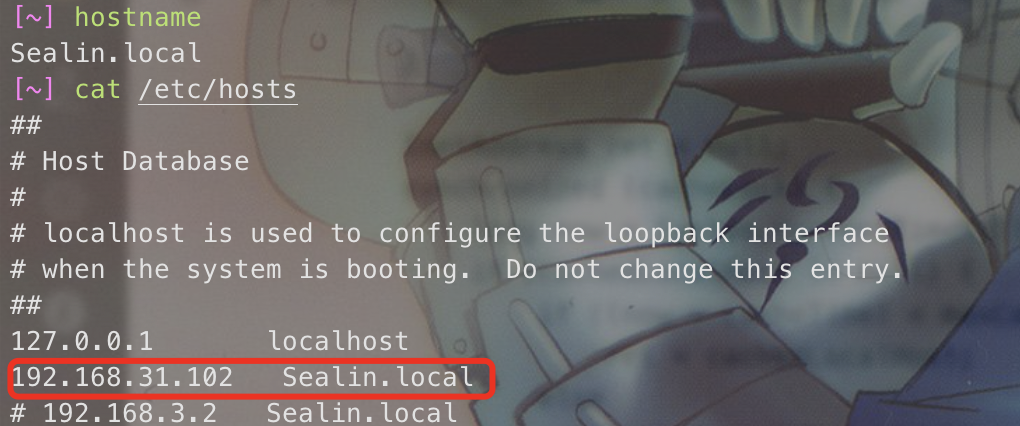 [~] hostname
Sealin.local
[~] cat /etc/hosts
##
# Host Database
#
# localhost is used to configure the loopback interface
# when the system is booting.  Do not change this entry.
##
127.0.0.1       localhost
192.168.31.102   Sealin.local
# 192.168.3.2   Sealin.local